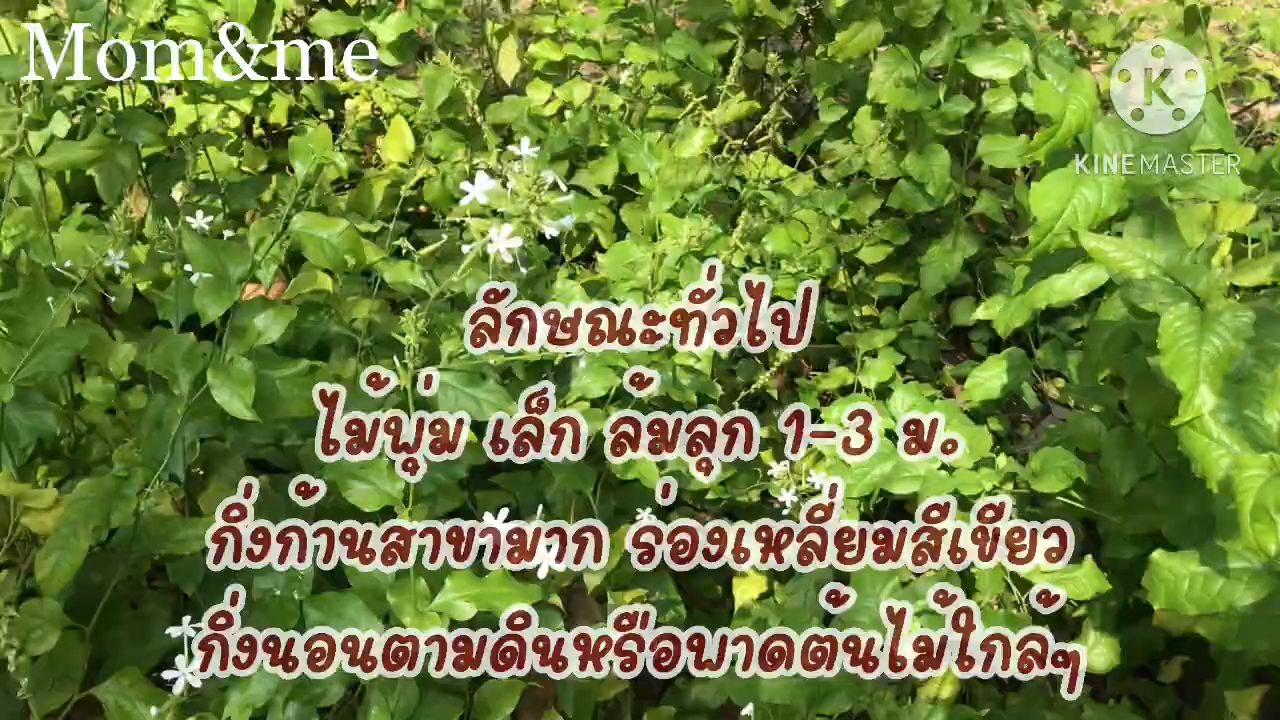 Mom&me
K
KINEMASTER
ลักษณะทั่วไป
ไม้พุ่ม เล็ก ล้มลุก 1-3 ม.
กิ่งก้านสาขามาก ร่องเหลี่ยมสีเขียว
กิ่งนอนตามดินหรือพาดต้นไม้ใกล้ๆ